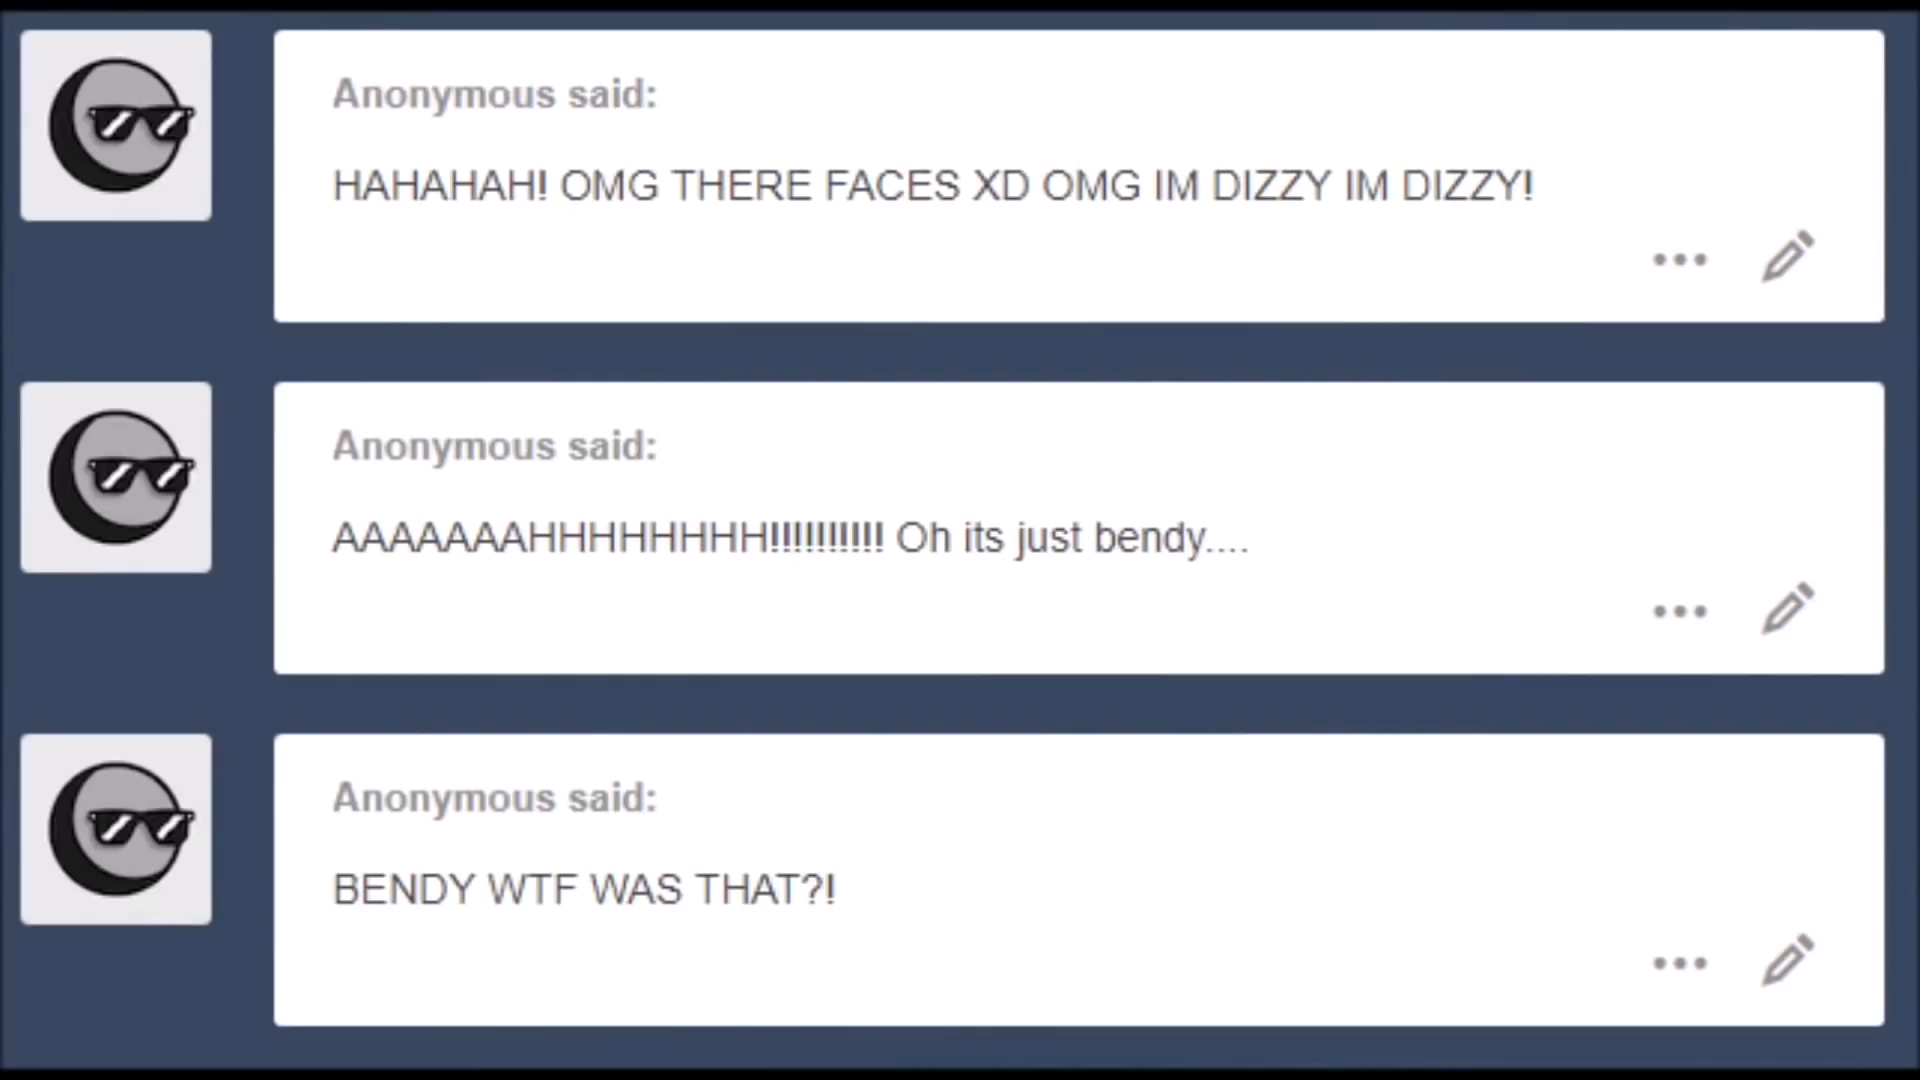 Anonymous said:
HAHAHAH! OMG THERE FACES XD OMG IM DIZZY IM DIZZY!
Anonymous said:
AAAAAAAHHHHHHHH!!!!!!!!!! Oh its just bendy....
Anonymous said:
BENDY WTF WAS THAT?!